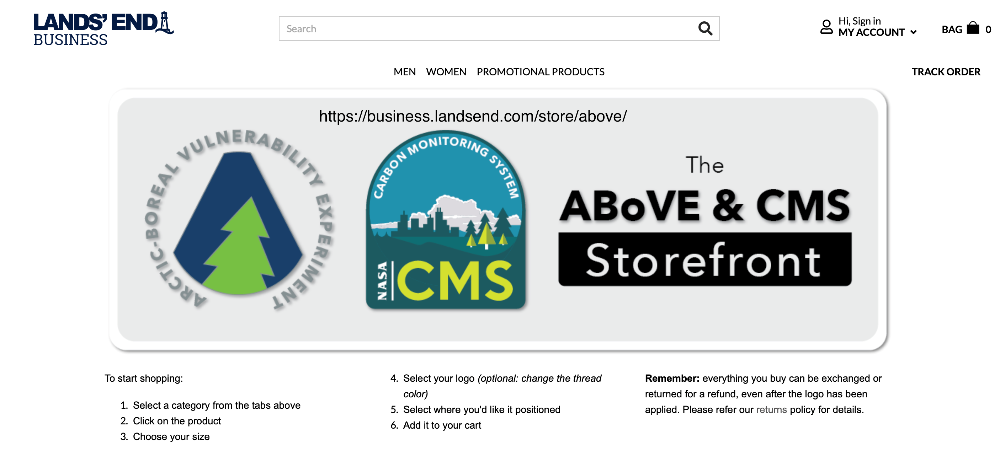 LANDS' END
BUSINESS
Search
Hi, Sign in
MY ACCOUNT
BAG 0
MEN WOMEN PROMOTIONAL PRODUCTS
TRACK ORDER
https://business.landsend.com/store/above/
ARCTIC-BOREAL VULNERABILITY EXPERIMENT
CARBON MONITORING SYSTEM
NASA CMS
The
ABoVE & CMS
Storefront
To start shopping:
1. Select a category from the tabs above
2. Click on the product
3. Choose your size
4. Select your logo (optional: change the thread
color)
5. Select where you'd like it positioned
6. Add it to your cart
Remember: everything you buy can be exchanged or
returned for a refund, even after the logo has been
applied. Please refer our returns policy for details.